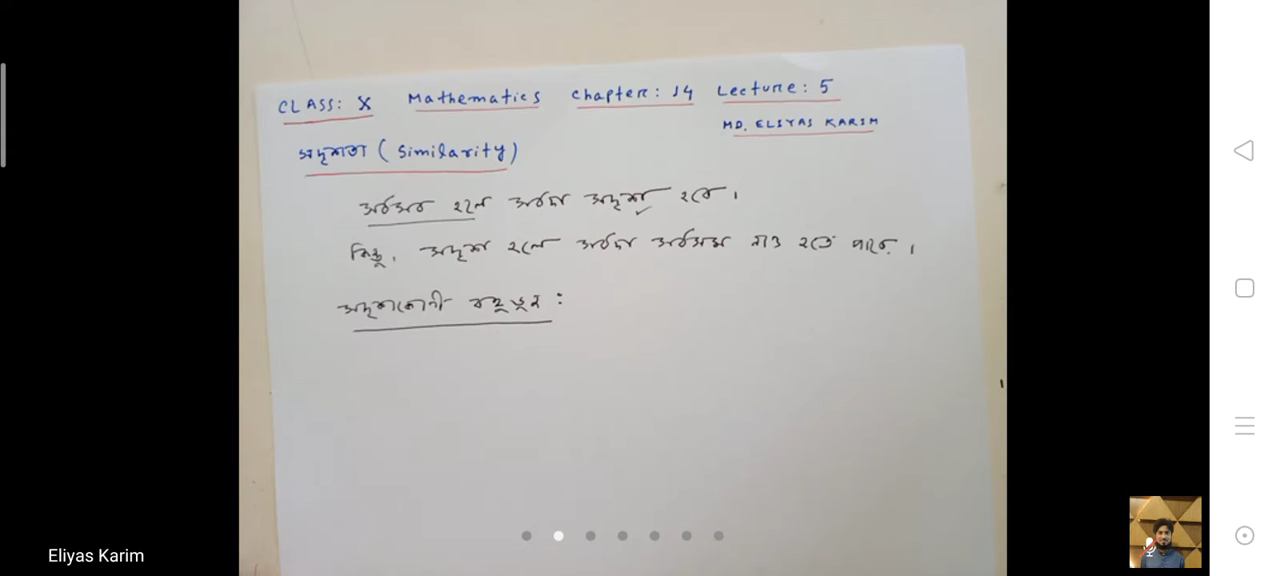 CLASS: X Mathematics Chapter: 14 Lecture: 5
MD. ELIYAS KARIM
সদৃশতা (Similarity)
সর্বসম হলে সর্বদা সদৃশ হবে।
কিন্তু, সদৃশ হলে সর্বদা সর্বসম নাও হতে পারে।
সদৃশকোণী বহুভুজ:
Eliyas Karim